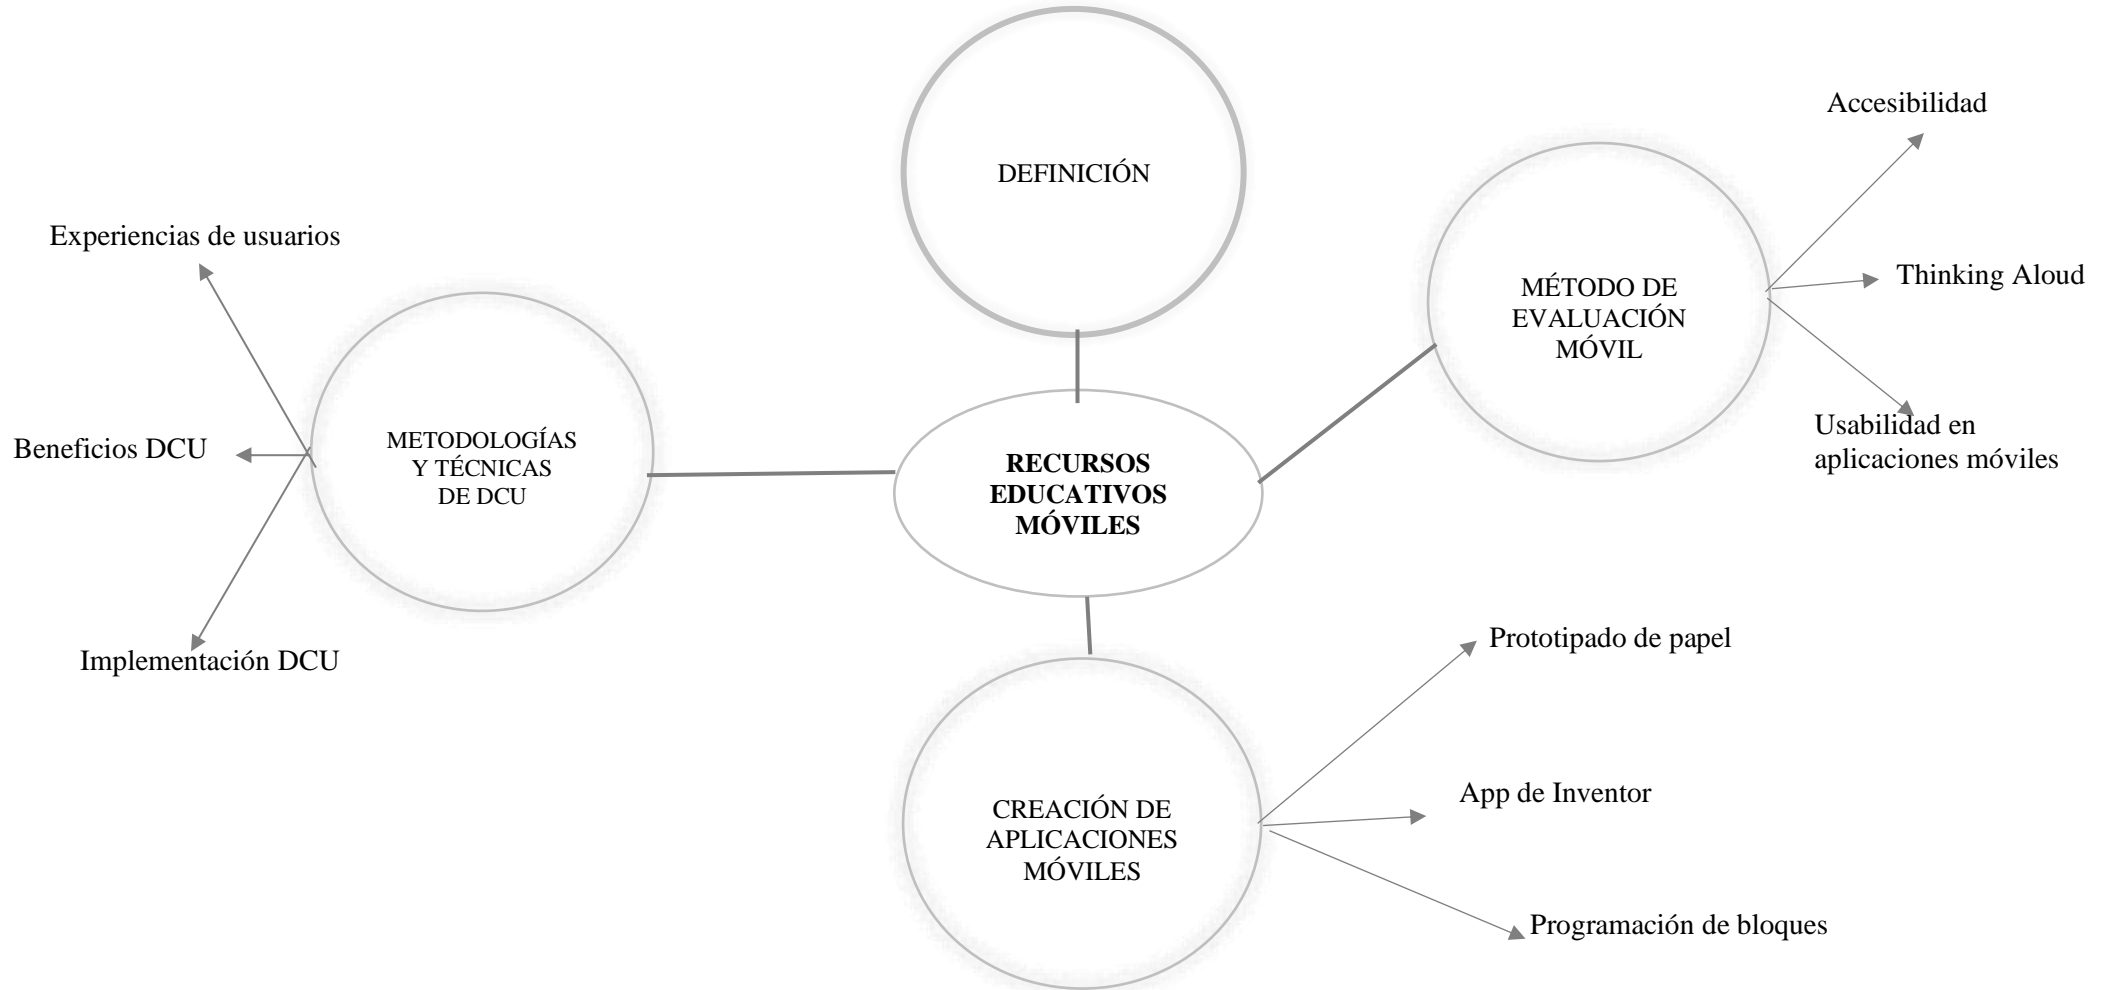 DEFINICIÓN
Accesibilidad
MÉTODO DE
EVALUACIÓN
MÓVIL
Thinking Aloud
Usabilidad en
aplicaciones móviles
Experiencias de usuarios
Beneficios DCU
Implementación DCU
METODOLOGÍAS
Y TÉCNICAS
DE DCU
RECURSOS
EDUCATIVOS
MÓVILES
CREACIÓN DE
APLICACIONES
MÓVILES
Prototipado de papel
App de Inventor
Programación de bloques